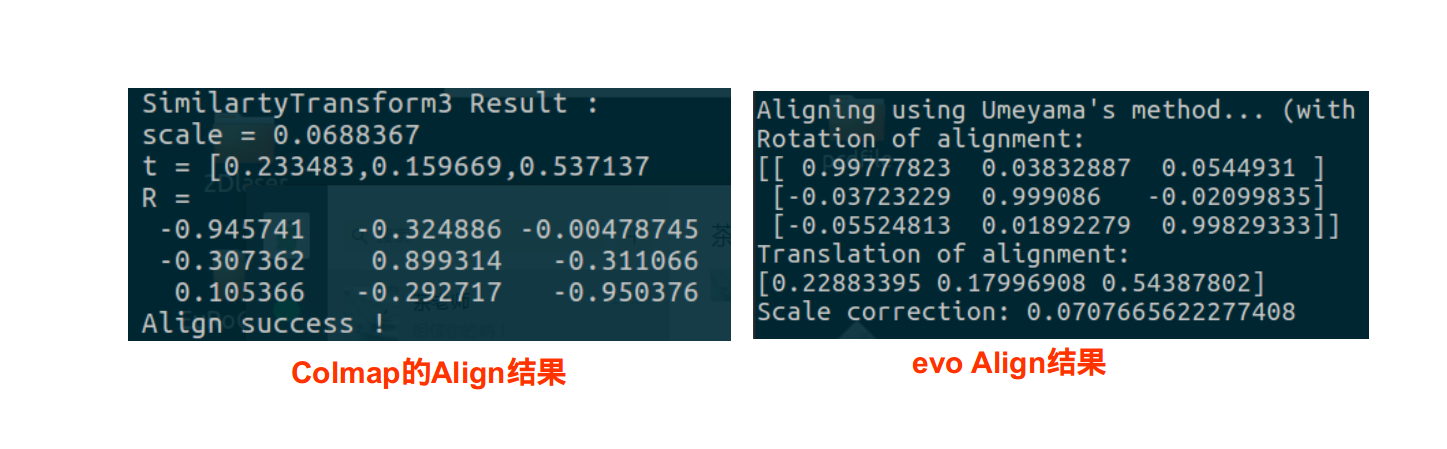 SimilartyTransform3 Result :
scale = 0.0688367
t = [0.233483,0.159669,0.537137
R =
-0.945741 -0.324886 -0.00478745
-0.307362 0.899314 -0.311066
0.105366 -0.292717 -0.950376
Align success !
Colmap的Align结果
Aligning using Umeyama's method... (with
Rotation of alignment:
[[ 0.99777823 0.03832887 0.0544931 ]
[-0.03723229 0.999086 -0.02099835]
[-0.05524813 0.01892279 0.99829333]]
Translation of alignment:
[0.22883395 0.17996908 0.54387802]
Scale correction: 0.0707665622277408
evo Align结果